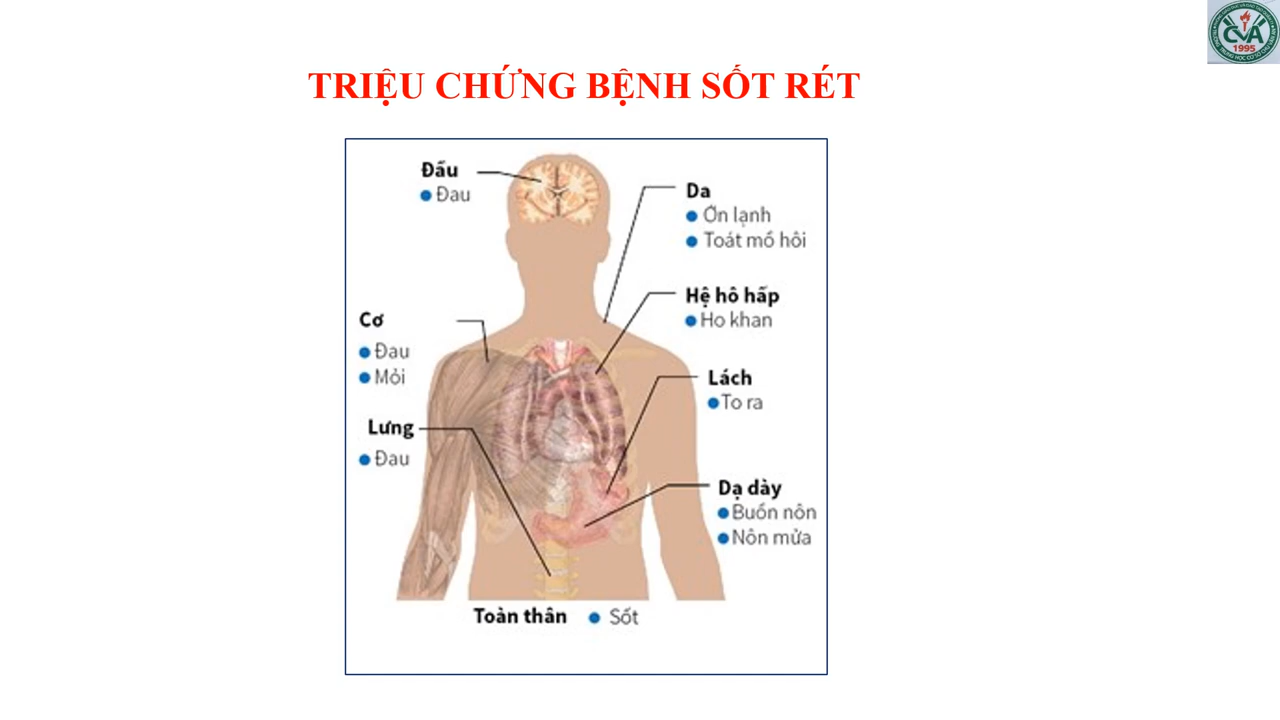 TRIỆU CHỨNG BỆNH SỐT RÉT
CVA
1995
Đầu
Đau
Da
Ớn lạnh
Toát mồ hôi
Hệ hô hấp
Ho khan
Cơ
Đau
Mỏi
Lách
To ra
Lưng
Đau
Dạ dày
Buồn nôn
Nôn mửa
Toàn thân Sốt